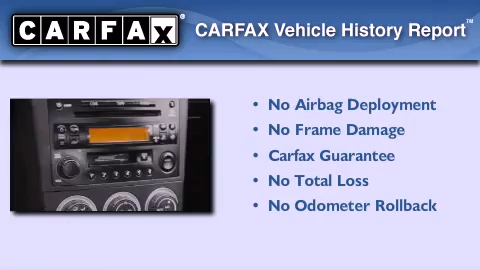 CARFAX® CARFAX Vehicle History Report™
• No Airbag Deployment
• No Frame Damage
• Carfax Guarantee
• No Total Loss
• No Odometer Rollback